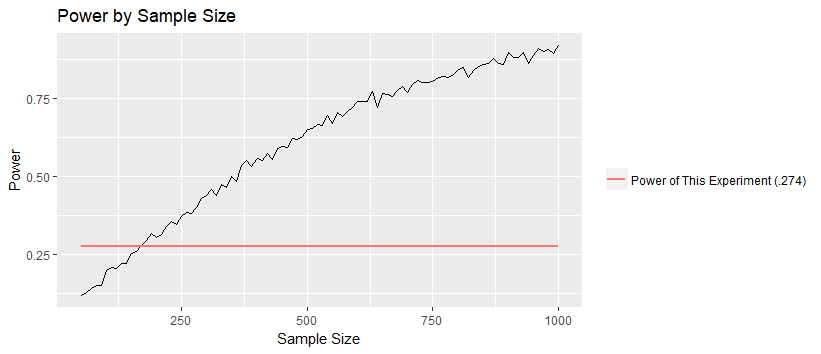 Power by Sample Size
Power
0.75
0.50
0.25
250
500
750
1000
Sample Size
Power of This Experiment (.274)